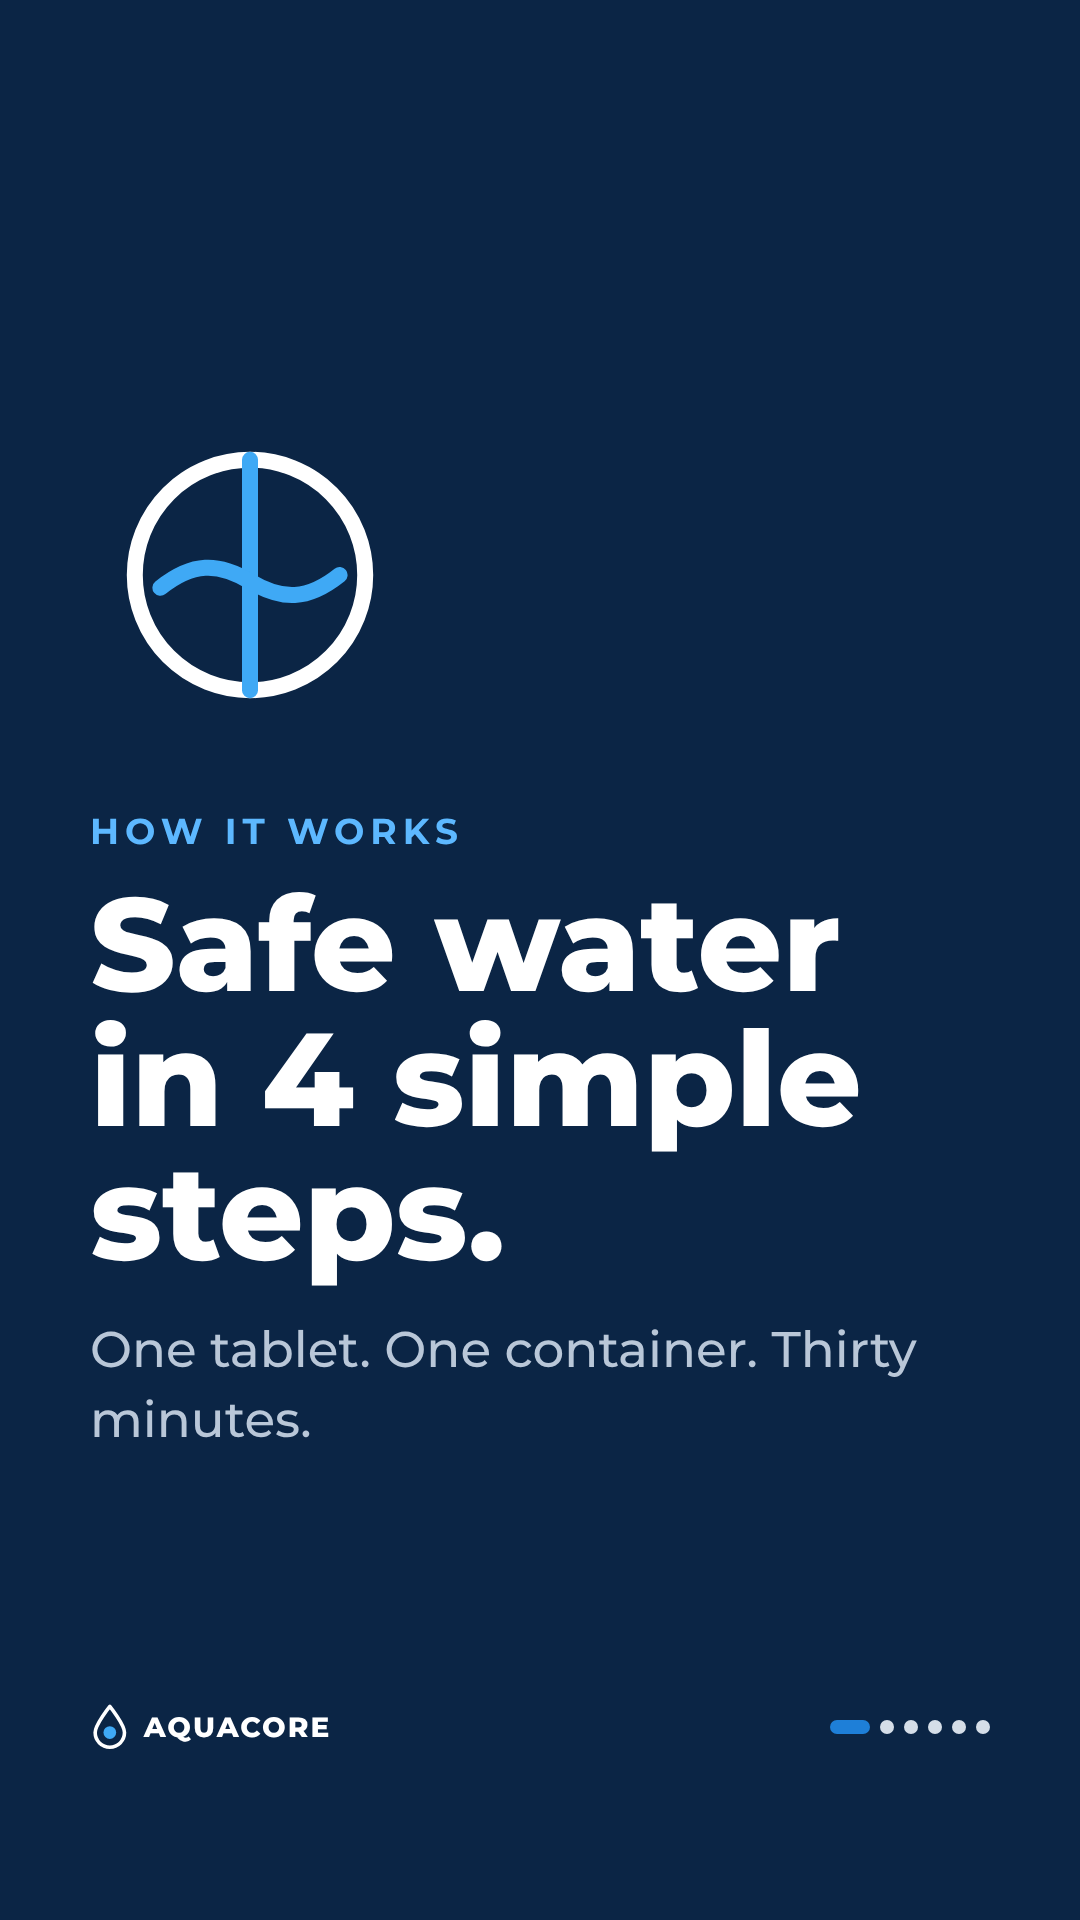 HOW IT WORKS
Safe water
in 4 simple
steps.
One tablet. One container. Thirty
minutes.
AQUACORE